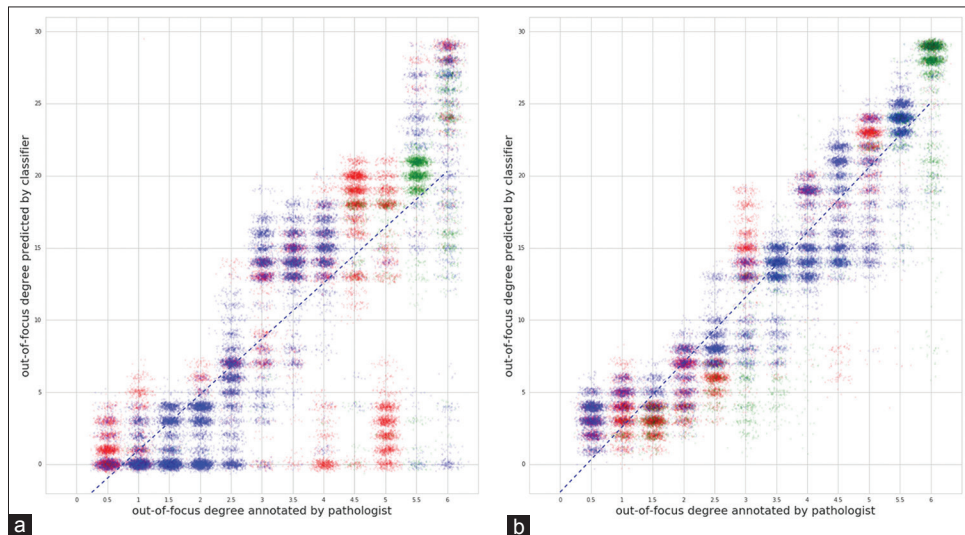 30
25
20
15
10
5
0
out-of-focus degree predicted by classifier
0 0.5 1 1.5 2 2.5 3 3.5 4 4.5 5 5.5 6
out-of-focus degree annotated by pathologist
a
30
25
20
15
10
5
0
out-of-focus degree predicted by classifier
0 0.5 1 1.5 2 2.5 3 3.5 4 4.5 5 5.5 6
out-of-focus degree annotated by pathologist
b